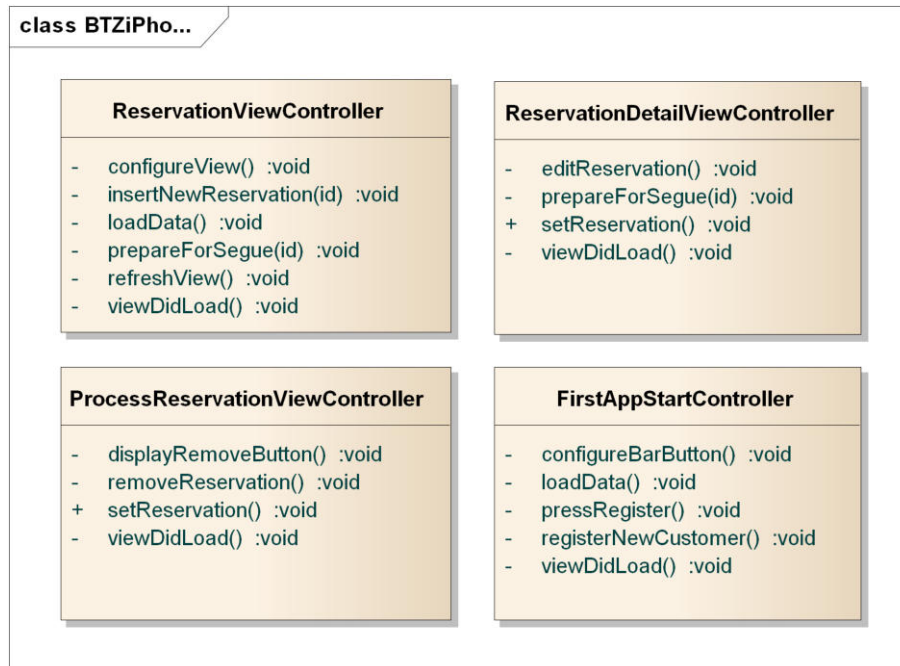 class BTZiPho...
ReservationViewController
- configureView() :void
- insertNewReservation(id) :void
- loadData() :void
- prepareForSegue(id) :void
- refreshView() :void
- viewDidLoad() :void
ReservationDetailViewController
- editReservation() :void
- prepareForSegue(id) :void
+ setReservation() :void
- viewDidLoad() :void
ProcessReservationViewController
- displayRemoveButton() :void
- removeReservation() :void
+ setReservation() :void
- viewDidLoad() :void
FirstAppStartController
- configureBarButton() :void
- loadData() :void
- pressRegister() :void
- registerNewCustomer() :void
- viewDidLoad() :void